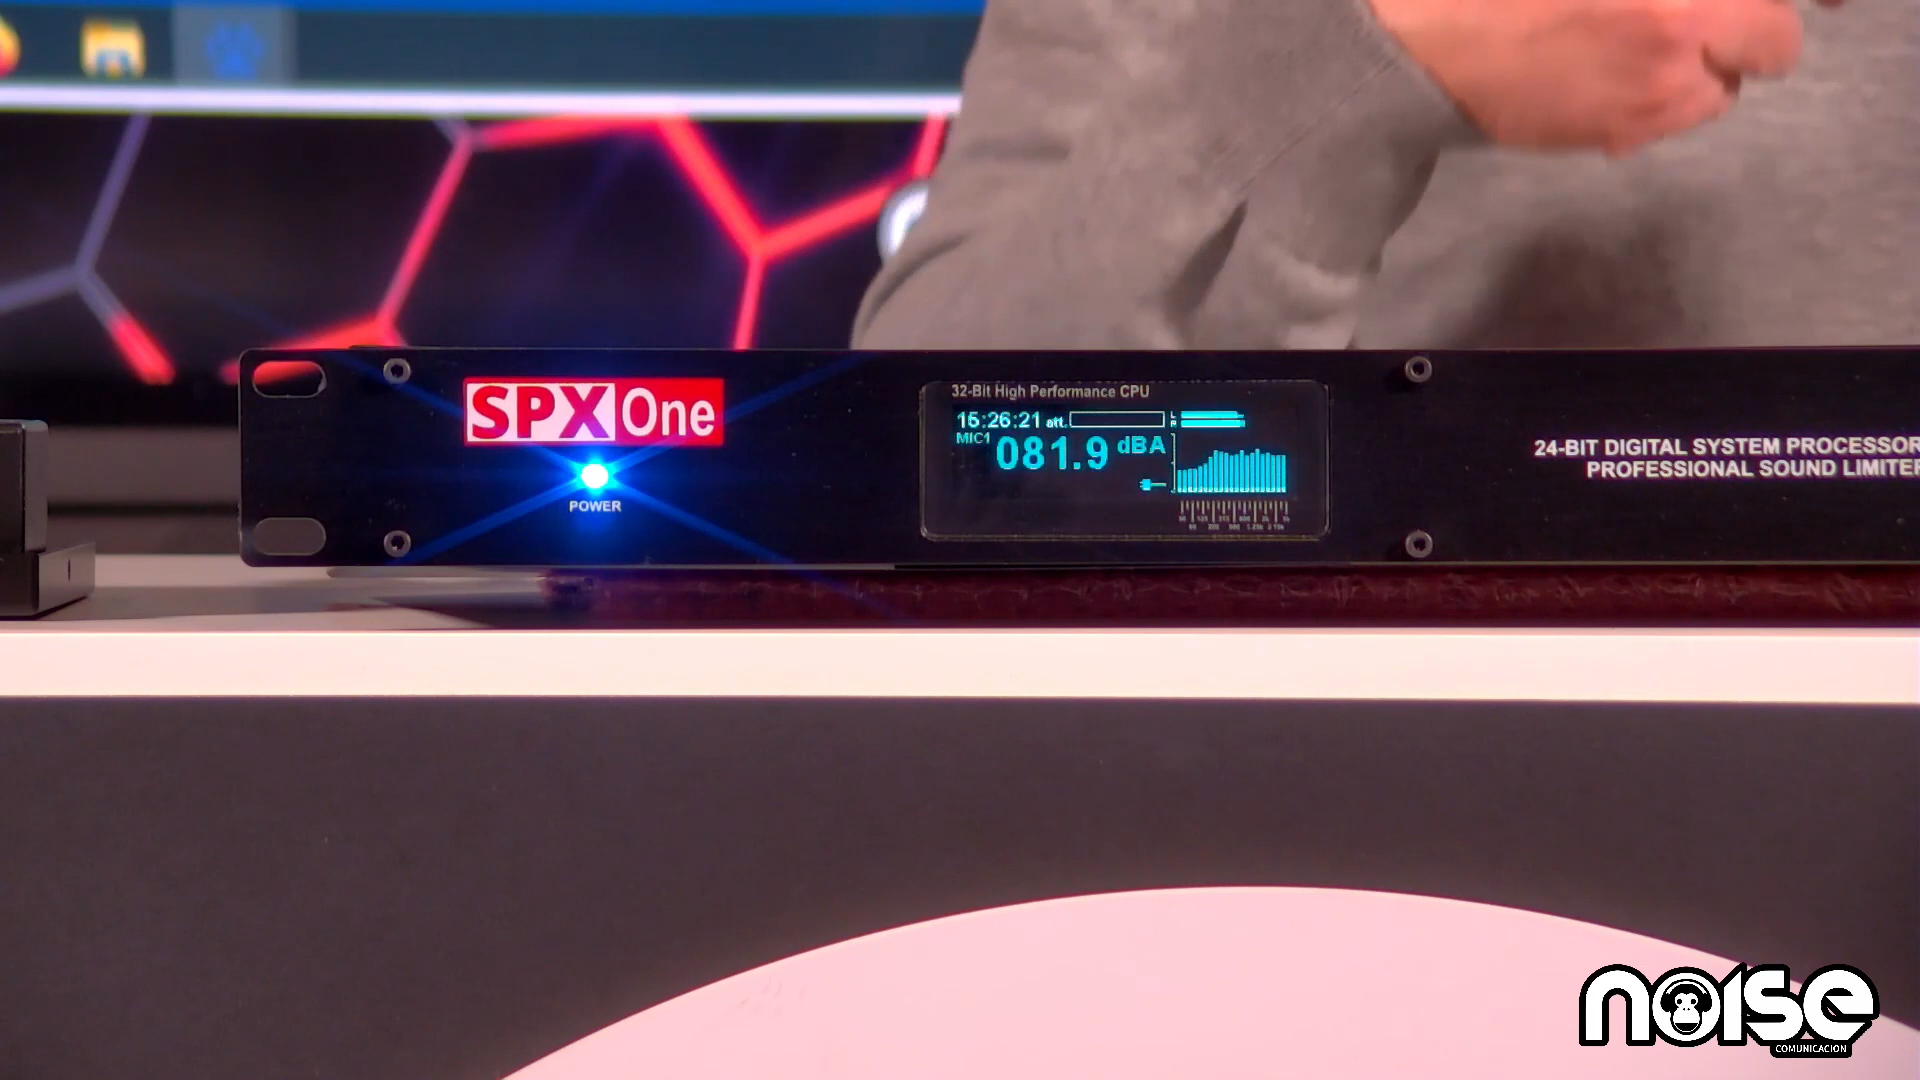 SPX One
POWER
32-Bit High Performance CPU
15:26:21 att.
L
R
MIC1
081.9 dBA
24-BIT DIGITAL SYSTEM PROCESSOR
PROFESSIONAL SOUND LIMITER
noise
COMUNICACION